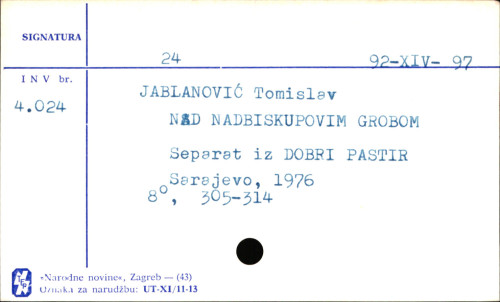 SIGNATURA
24 92-XIV- 97
I N V br.
4.024
JABLANOVIĆ Tomislav
NAD NADBISKUPOVIM GROBOM
Separat iz DOBRI PASTIR
Sarajevo, 1976
8°, 305-314
«Narodne novine», Zagreb — (43)
Oznaka za narudžbu: UT-XI/11-13